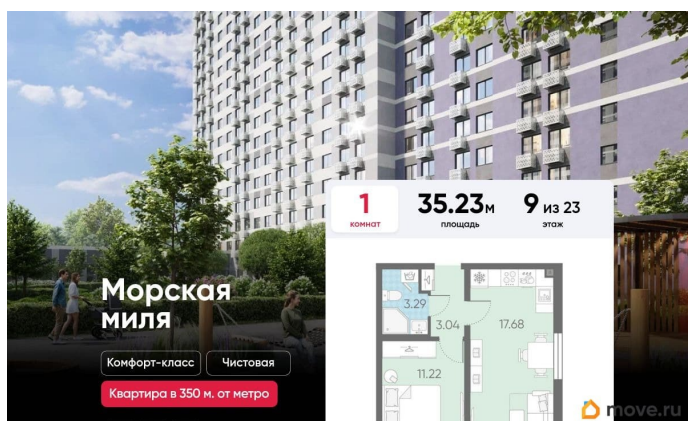 1
комнат
35.23м
площадь
9 из 23
этаж
Морская
миля
Комфорт-класс
Чистовая
Квартира в 350 м. от метро
3.29
3.04
17.68
11.22
move.ru